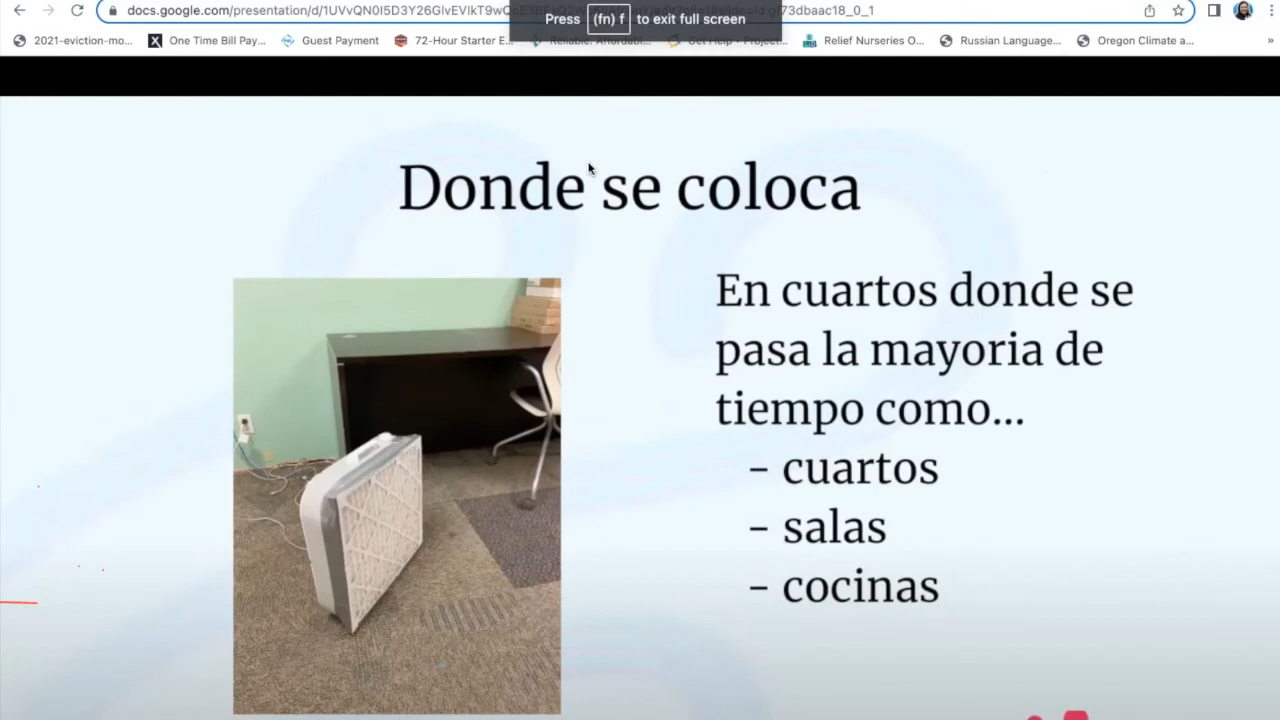 docs.google.com/presentation/d/1UVvQN0I5D3Y26GlvEVIkT9wC
Press (fn) f to exit full screen
2021-eviction-mo...
One Time Bill Pay...
Guest Payment
72-Hour Starter E...
Reliable. Affordabl...
Get Help - Project...
Relief Nurseries O...
Russian Language...
Oregon Climate a...
»
Donde se coloca
En cuartos donde se
pasa la mayoria de
tiempo como...
- cuartos
- salas
- cocinas